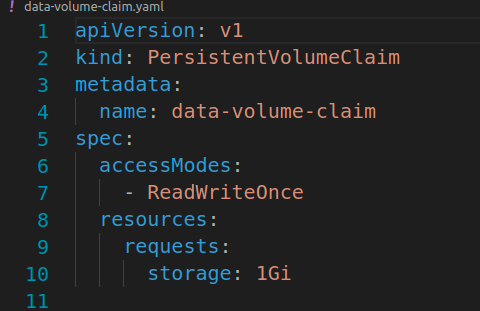 ! data-volume-claim.yaml
1 apiVersion: v1
2 kind: PersistentVolumeClaim
3 metadata:
4   name: data-volume-claim
5 spec:
6   accessModes:
7     - ReadWriteOnce
8   resources:
9     requests:
10       storage: 1Gi
11